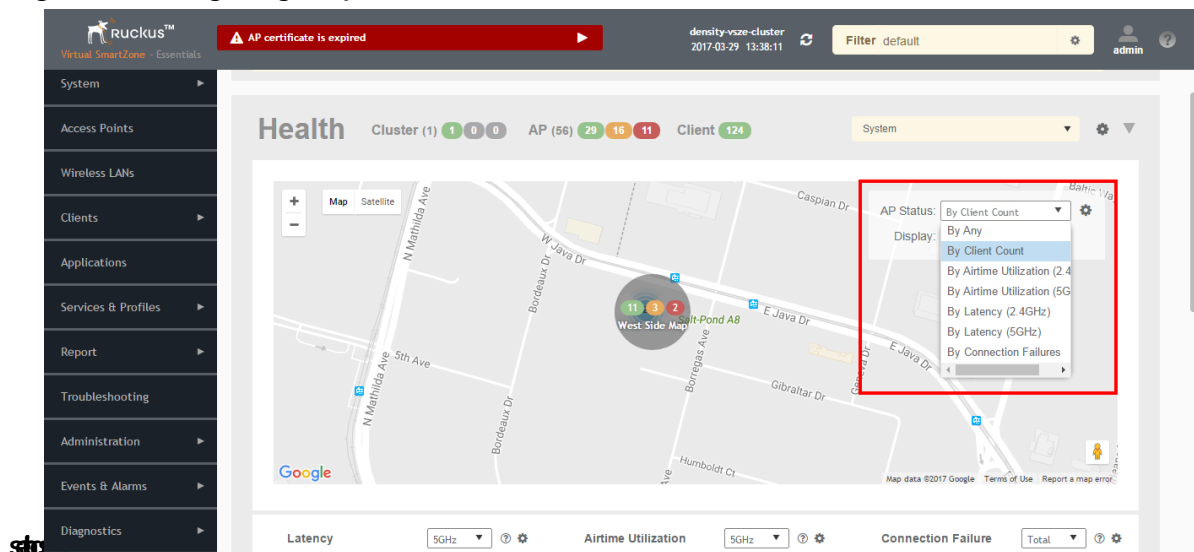 Ruckus™
Virtual SmartZone - Essentials
AP certificate is expired
density-vsze-cluster
2017-03-29 13:38:11
Filter default
admin
System
Access Points
Wireless LANs
Clients
Applications
Services & Profiles
Report
Troubleshooting
Administration
Events & Alarms
Diagnostics
Health Cluster (1) 1 0 0 AP (56) 29 16 11 Client 124
System
+ Map Satellite
−
AP Status: By Client Count
Display:
By Any
By Client Count
By Airtime Utilization (2.4
By Airtime Utilization (5G
By Latency (2.4GHz)
By Latency (5GHz)
By Connection Failures
Caspian Dr
N Mathilda Ave
W Java Dr
Bordeaux Dr
11 3 2
West Side Map
Salt-Pond A8
E Java Dr
E Java Dr
5th Ave
Borregas Ave
Geneva Dr
Gibraltar Dr
N Mathilda Ave
Bordeaux Dr
Humboldt Ct
Google
Map data ©2017 Google Terms of Use Report a map error
Latency 5GHz Airtime Utilization 5GHz Connection Failure Total